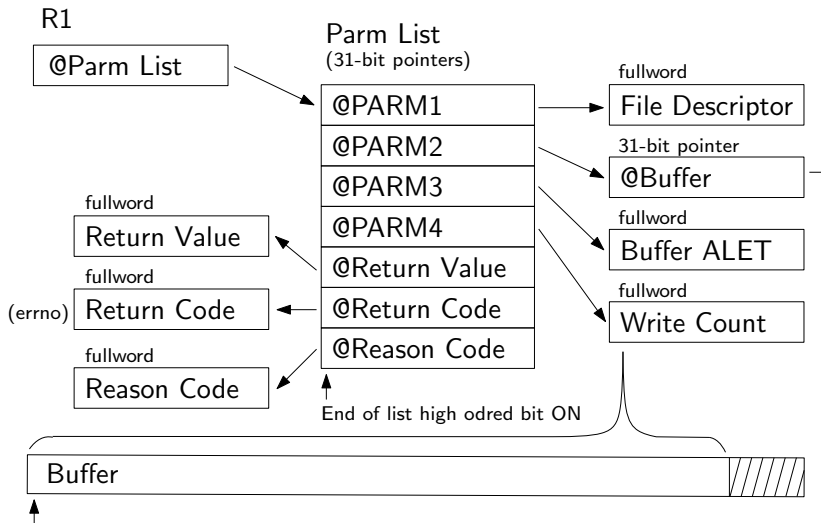 R1
@Parm List
Parm List
(31-bit pointers)
@PARM1
@PARM2
@PARM3
@PARM4
@Return Value
@Return Code
@Reason Code
fullword
File Descriptor
31-bit pointer
@Buffer
fullword
Buffer ALET
fullword
Write Count
fullword
Return Value
fullword
(errno) Return Code
fullword
Reason Code
End of list high odred bit ON
Buffer